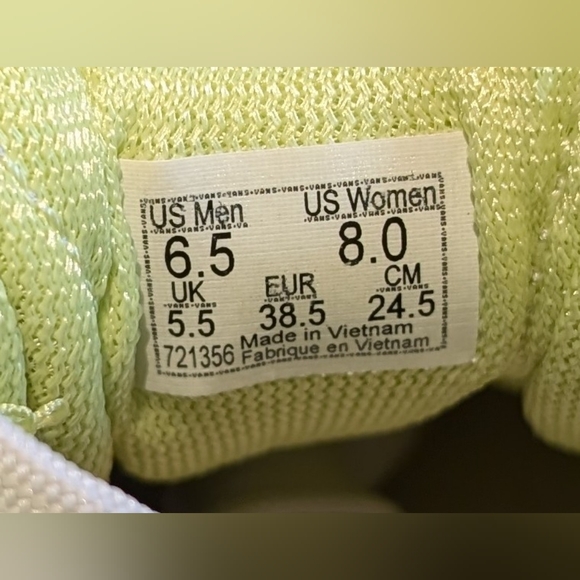 US Men US Women
6.5 8.0
UK EUR CM
5.5 38.5 24.5
Made in Vietnam
721356 Fabrique en Vietnam